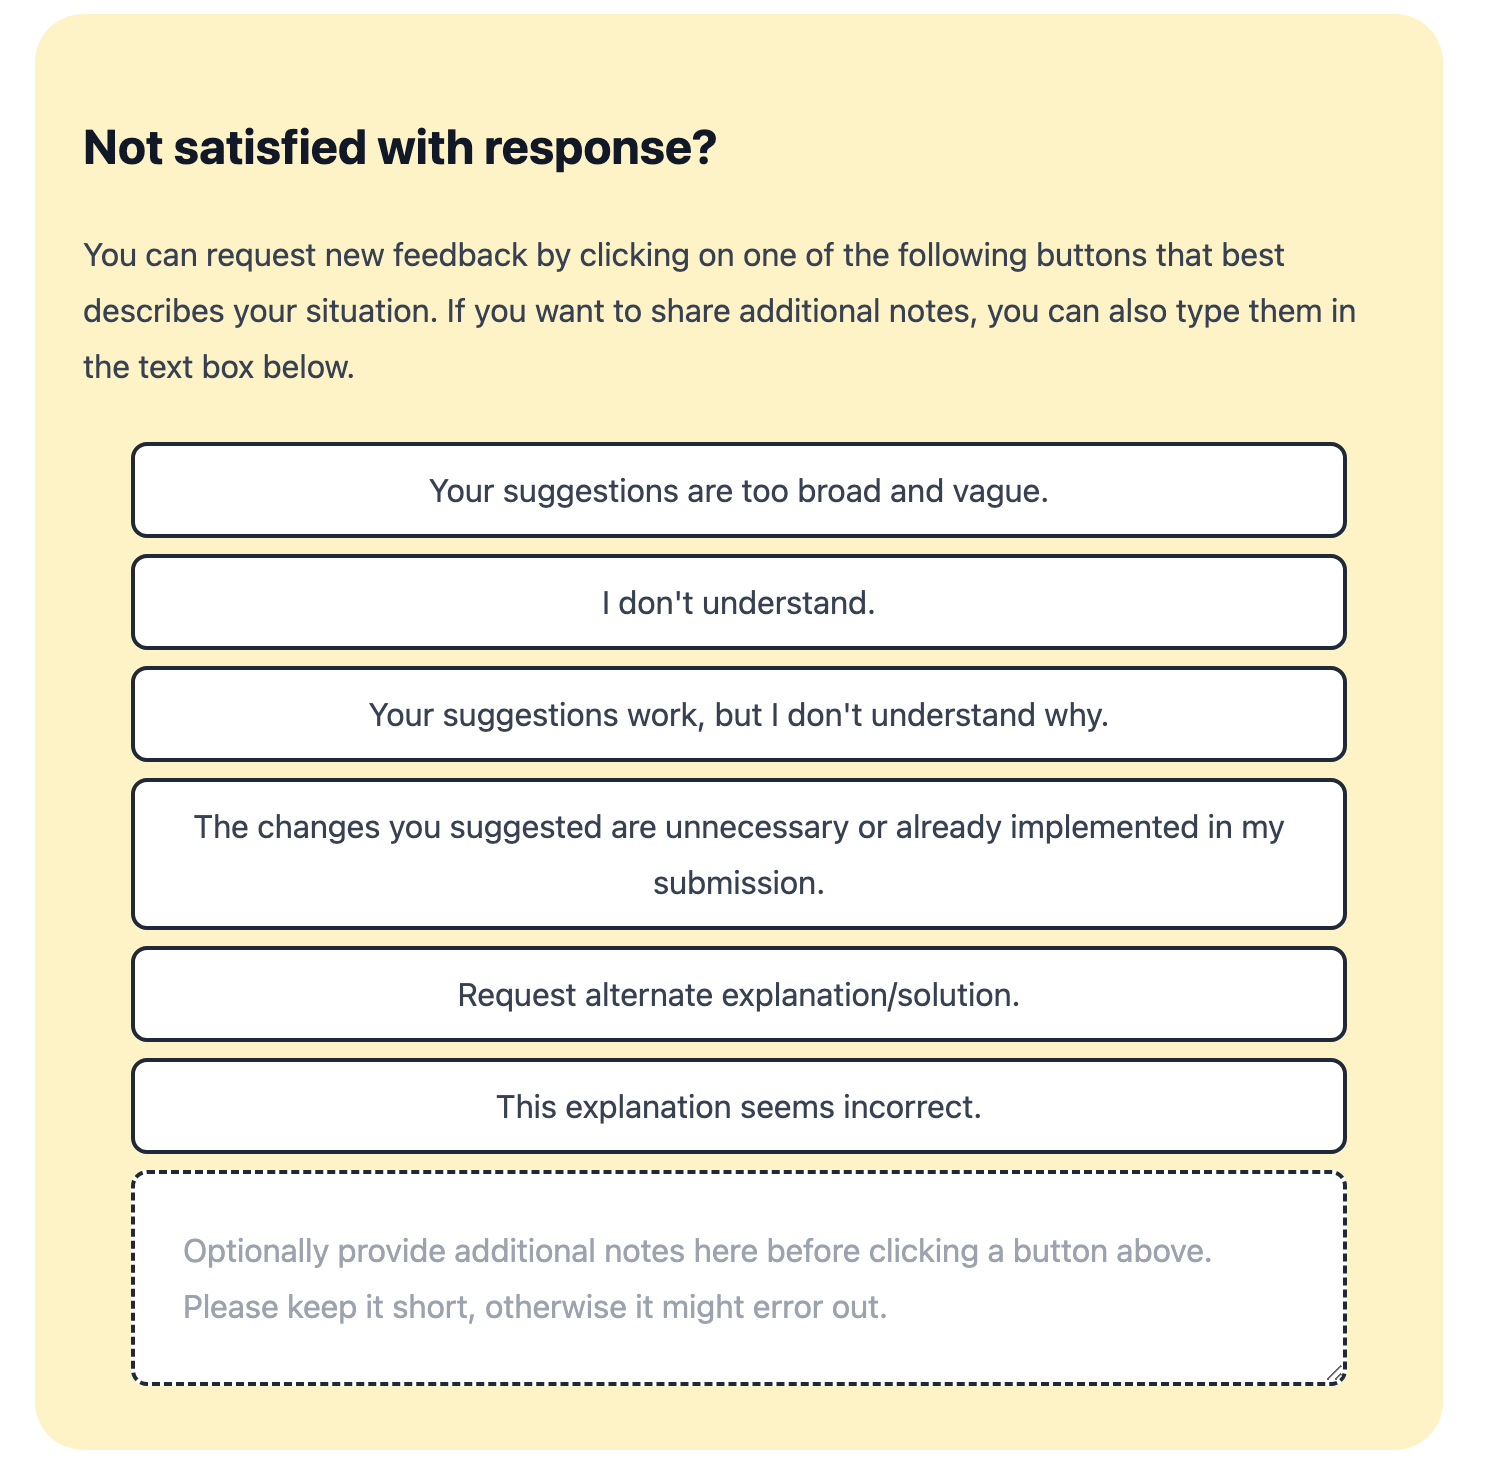 Not satisfied with response?
You can request new feedback by clicking on one of the following buttons that best
describes your situation. If you want to share additional notes, you can also type them in
the text box below.
Your suggestions are too broad and vague.
I don't understand.
Your suggestions work, but I don't understand why.
The changes you suggested are unnecessary or already implemented in my
submission.
Request alternate explanation/solution.
This explanation seems incorrect.
Optionally provide additional notes here before clicking a button above.
Please keep it short, otherwise it might error out.